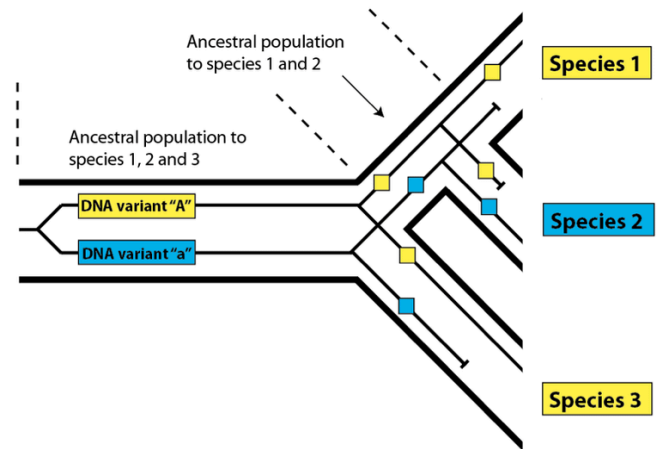 Ancestral population
to species 1 and 2
Species 1
Ancestral population to
species 1, 2 and 3
DNA variant "A"
DNA variant "a"
Species 2
Species 3